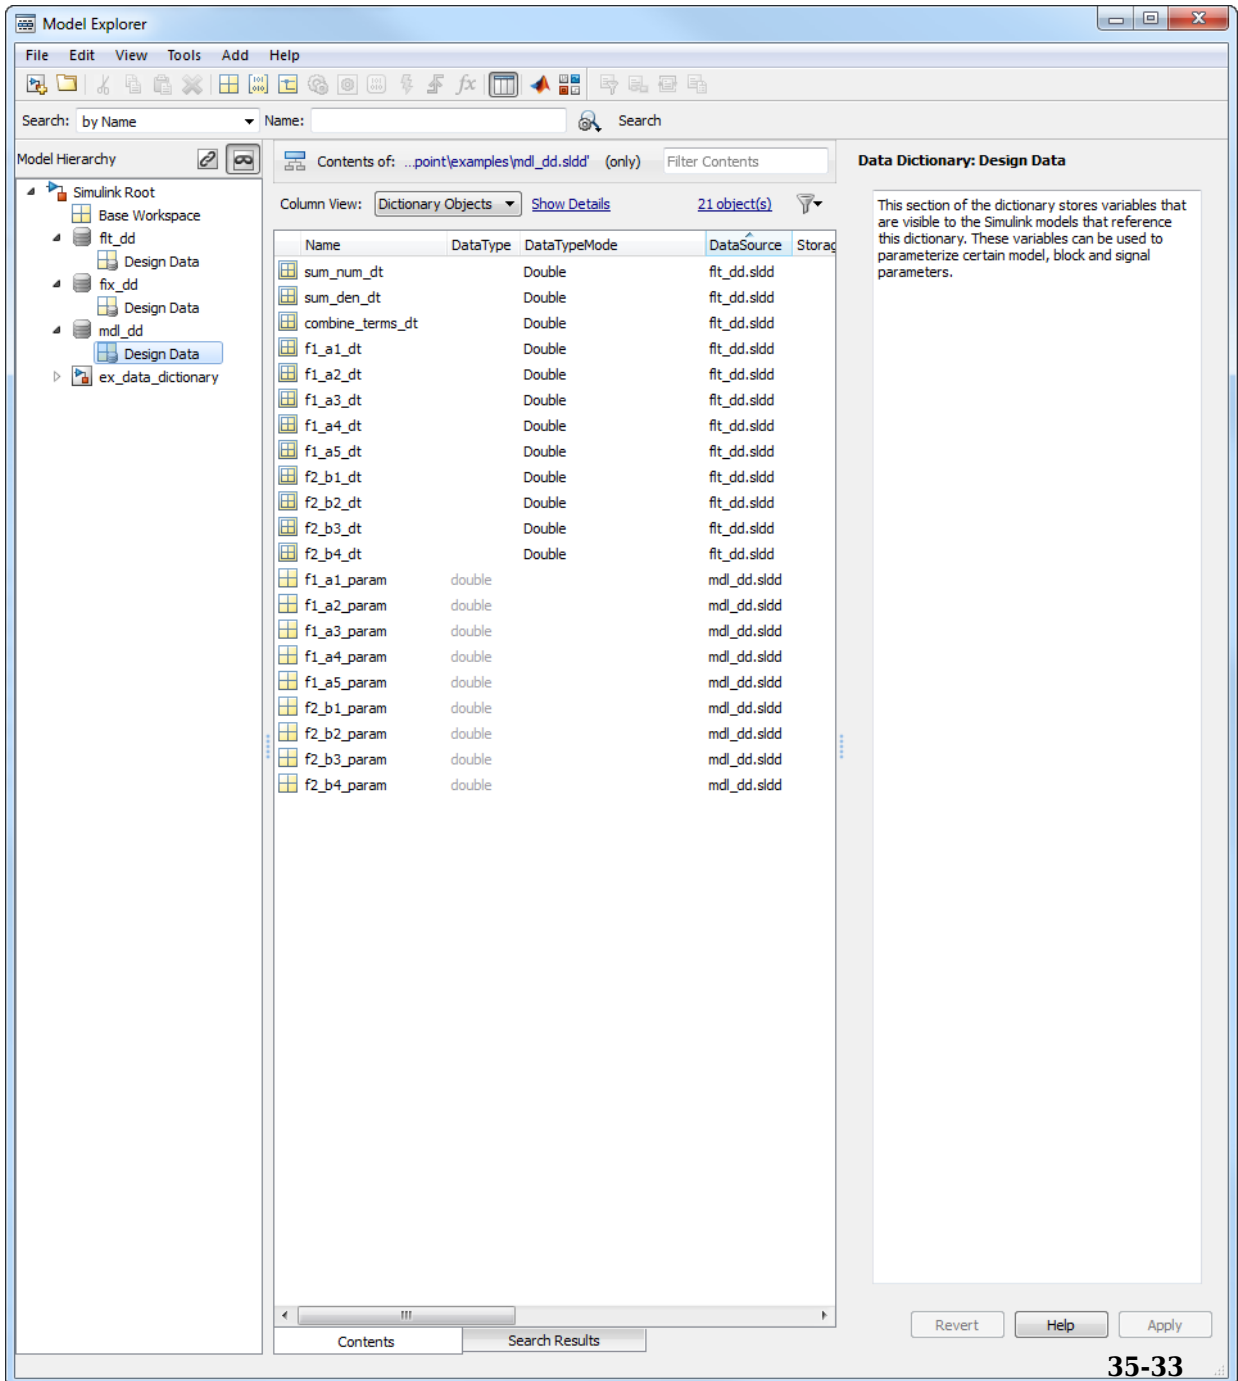 Model Explorer
File Edit View Tools Add Help
Search: by Name Name: Search
Model Hierarchy
Simulink Root
Base Workspace
flt_dd
Design Data
fix_dd
Design Data
mdl_dd
Design Data
ex_data_dictionary
Contents of: ...point\examples\mdl_dd.sldd' (only) Filter Contents
Column View: Dictionary Objects Show Details 21 object(s)
Name DataType DataTypeMode DataSource Storag
sum_num_dt Double flt_dd.sldd
sum_den_dt Double flt_dd.sldd
combine_terms_dt Double flt_dd.sldd
f1_a1_dt Double flt_dd.sldd
f1_a2_dt Double flt_dd.sldd
f1_a3_dt Double flt_dd.sldd
f1_a4_dt Double flt_dd.sldd
f1_a5_dt Double flt_dd.sldd
f2_b1_dt Double flt_dd.sldd
f2_b2_dt Double flt_dd.sldd
f2_b3_dt Double flt_dd.sldd
f2_b4_dt Double flt_dd.sldd
f1_a1_param double mdl_dd.sldd
f1_a2_param double mdl_dd.sldd
f1_a3_param double mdl_dd.sldd
f1_a4_param double mdl_dd.sldd
f1_a5_param double mdl_dd.sldd
f2_b1_param double mdl_dd.sldd
f2_b2_param double mdl_dd.sldd
f2_b3_param double mdl_dd.sldd
f2_b4_param double mdl_dd.sldd
Contents Search Results
Data Dictionary: Design Data
This section of the dictionary stores variables that
are visible to the Simulink models that reference
this dictionary. These variables can be used to
parameterize certain model, block and signal
parameters.
Revert Help Apply
35-33